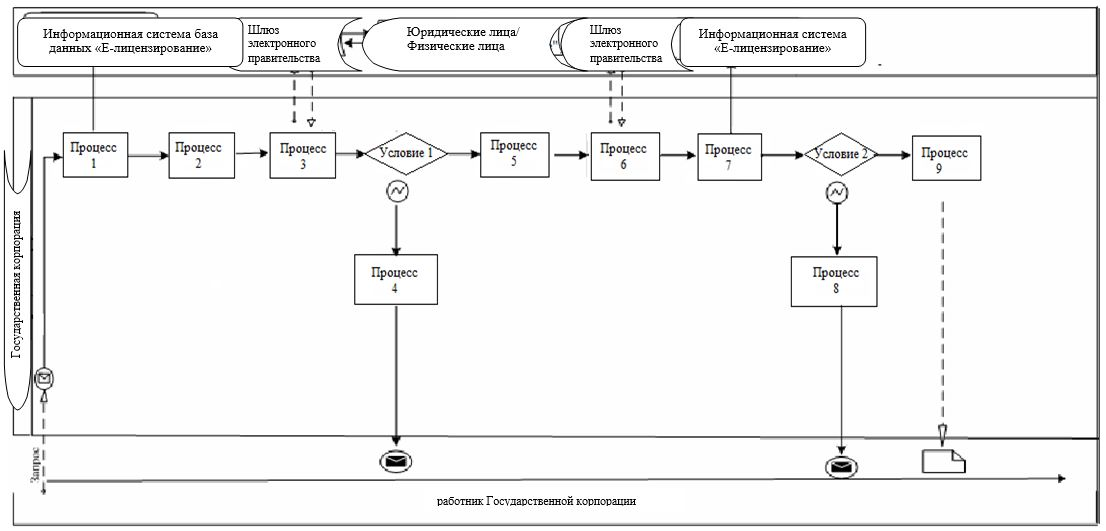 Информационная система база
данных «Е-лицензирование»
Шлюз
электронного
правительства
Юридические лица/
Физические лица
Шлюз
электронного
правительства
Информационная система
«Е-лицензирование»
Процесс
1
Процесс
2
Процесс
3
Условие 1
Процесс
5
Процесс
6
Процесс
7
Условие 2
Процесс
9
Процесс
4
Процесс
8
Государственная корпорация
Запрос
работник Государственной корпорации